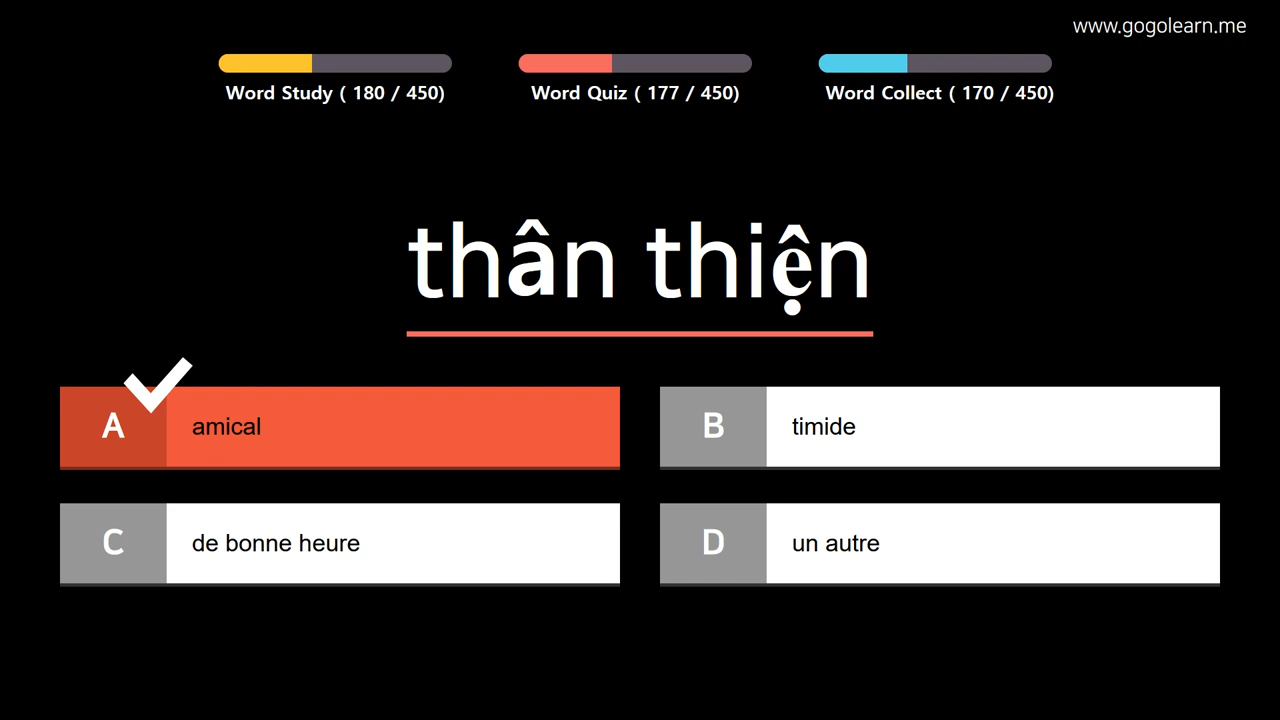 www.gogolearn.me
Word Study ( 180 / 450)
Word Quiz ( 177 / 450)
Word Collect ( 170 / 450)
thân thiện
A amical
B timide
C de bonne heure
D un autre